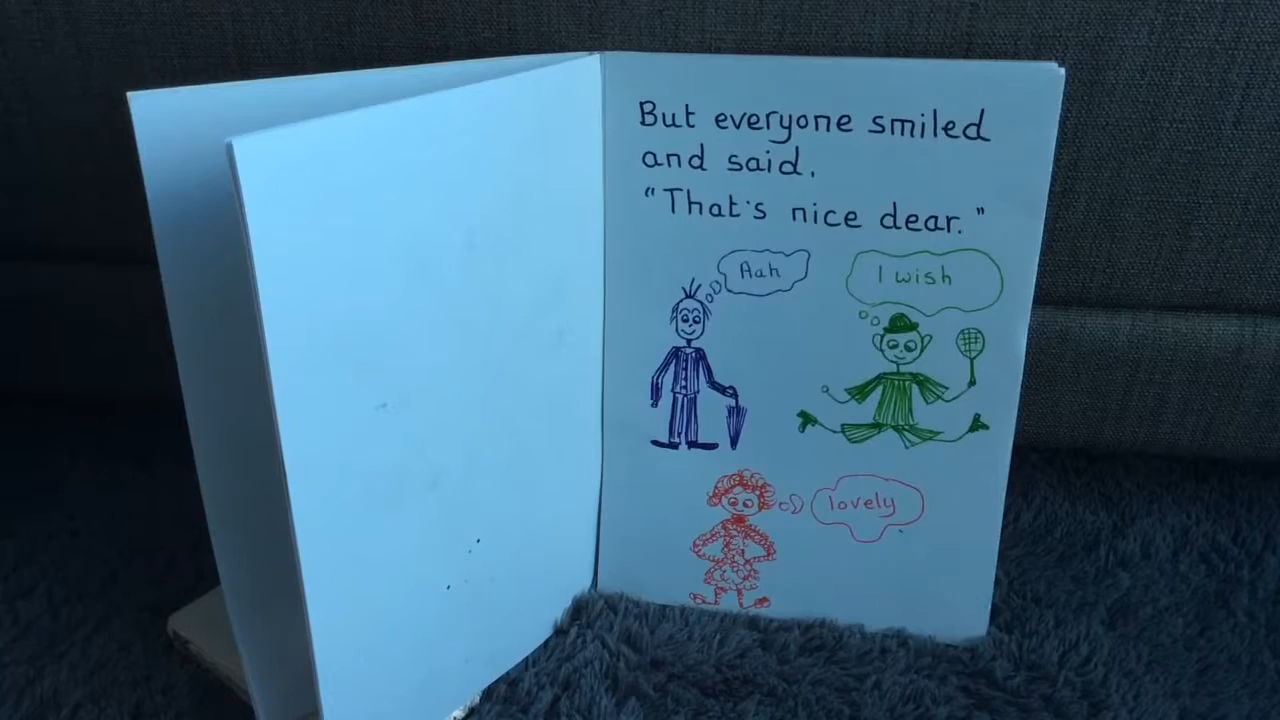 But everyone smiled
and said,
"That's nice dear."
Aah
I wish
lovely